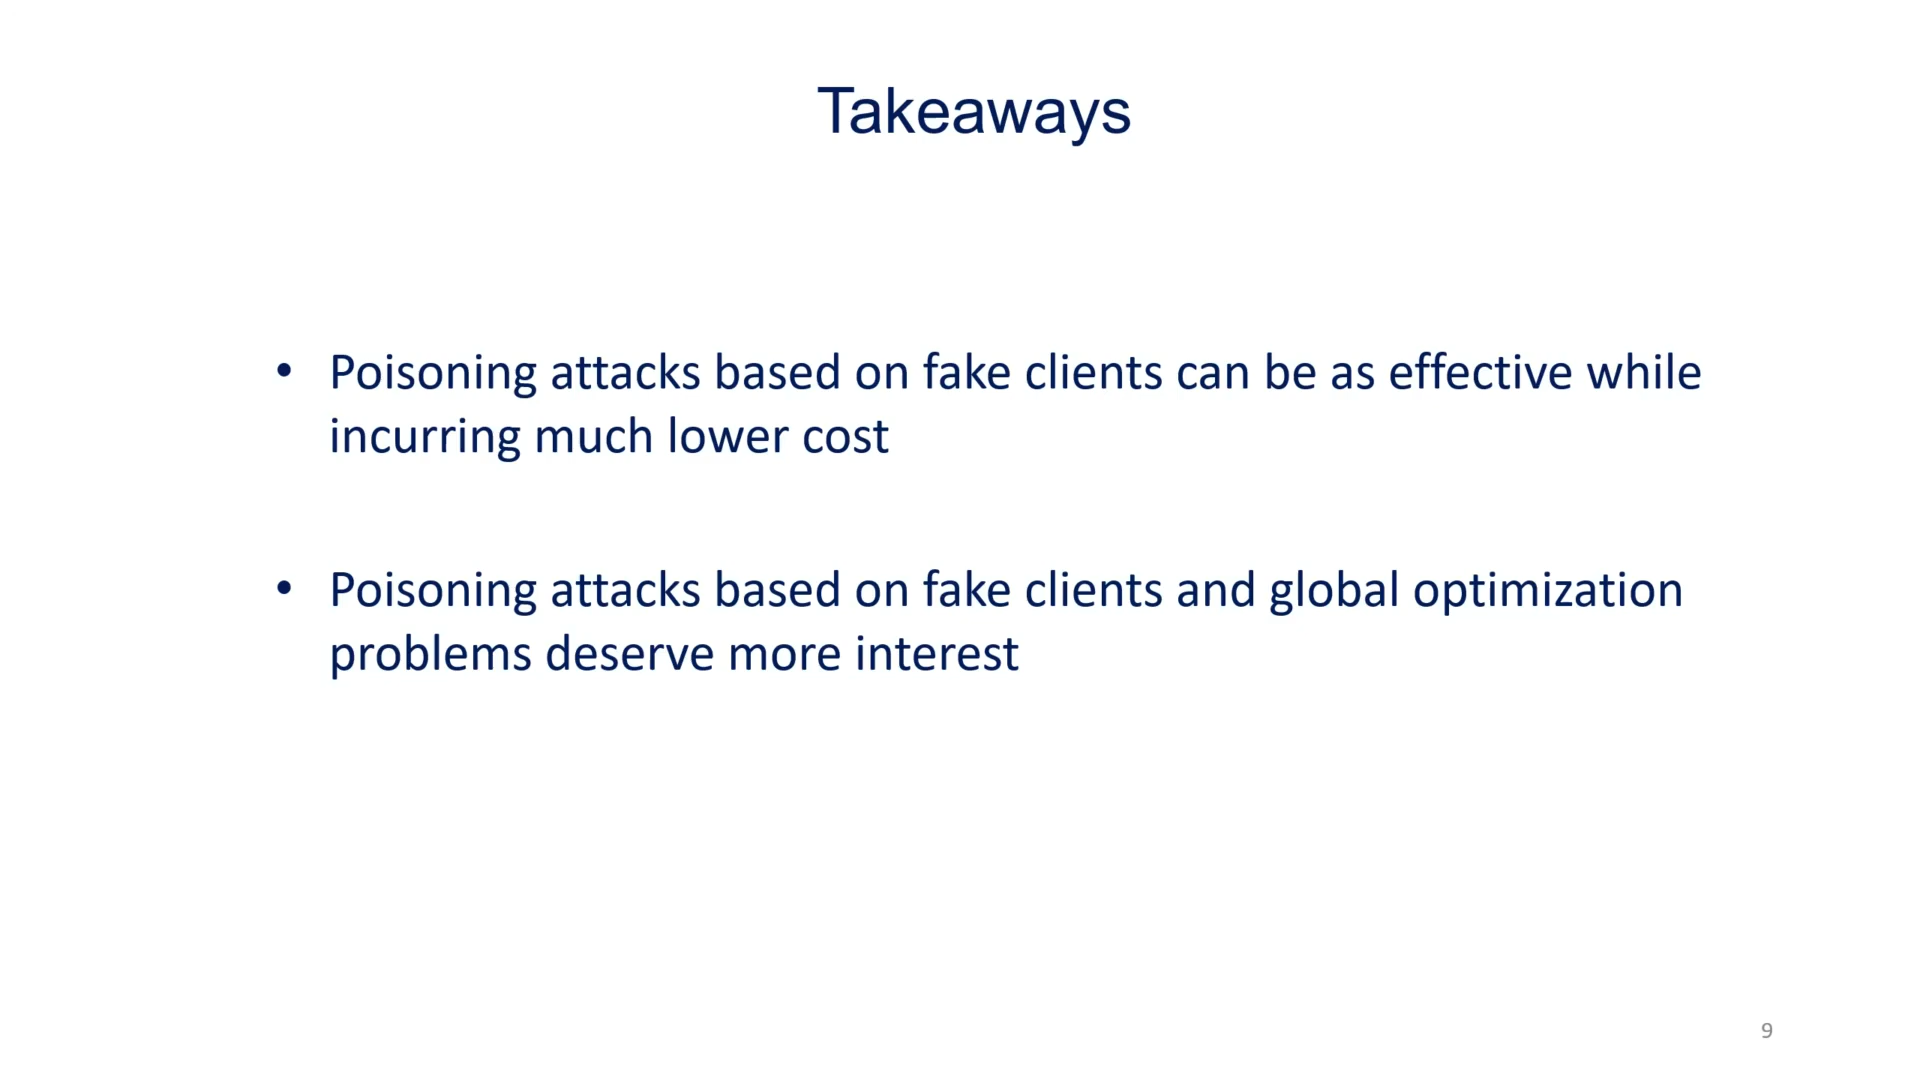 Takeaways
• Poisoning attacks based on fake clients can be as effective while
incurring much lower cost
• Poisoning attacks based on fake clients and global optimization
problems deserve more interest
9